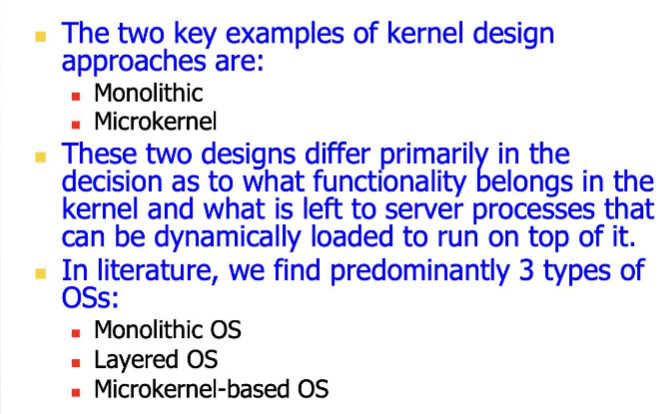 The two key examples of kernel design
approaches are:
Monolithic
Microkernel
These two designs differ primarily in the
decision as to what functionality belongs in the
kernel and what is left to server processes that
can be dynamically loaded to run on top of it.
In literature, we find predominantly 3 types of
OSs:
Monolithic OS
Layered OS
Microkernel-based OS